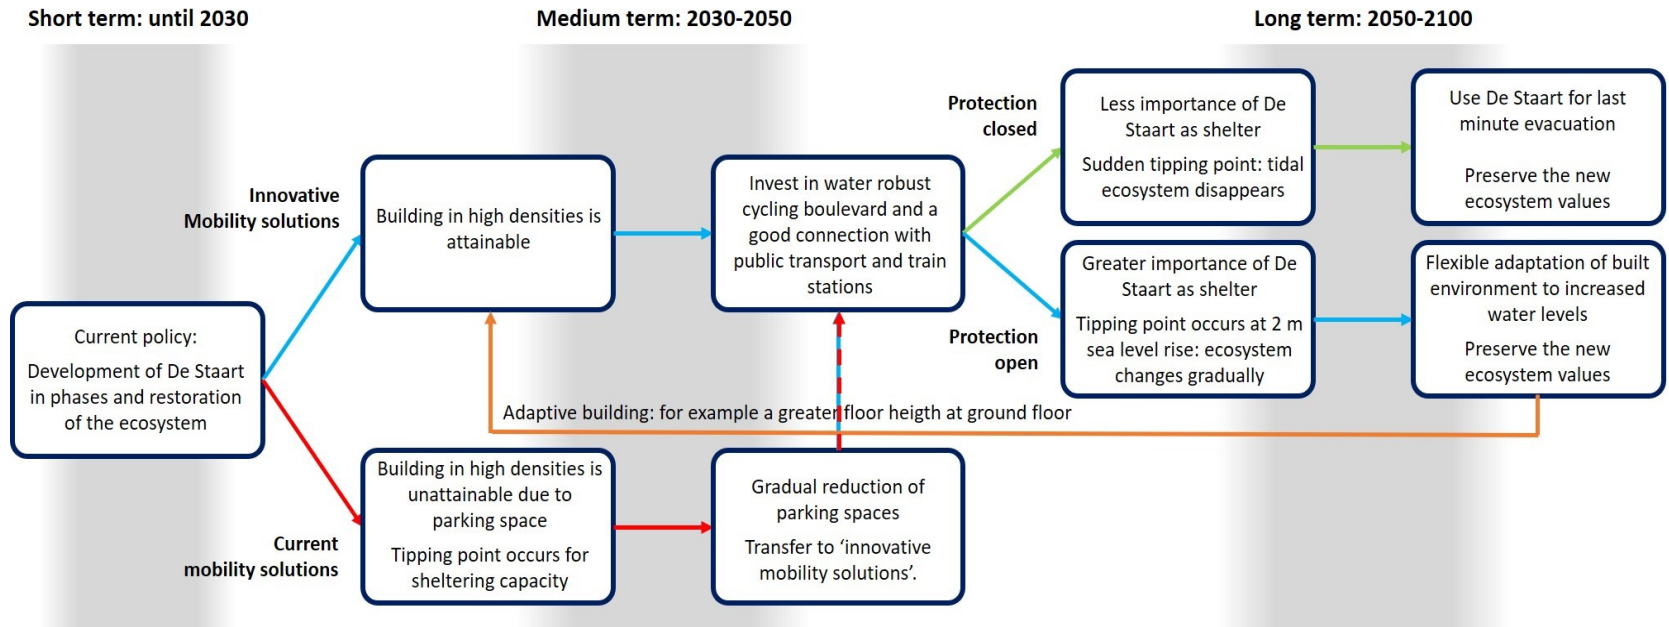 Short term: until 2030
Medium term: 2030-2050
Long term: 2050-2100
Current policy:
Development of De Staart
in phases and restoration
of the ecosystem
Innovative
Mobility solutions
Building in high densities is
attainable
Invest in water robust
cycling boulevard and a
good connection with
public transport and train
stations
Protection
closed
Less importance of De
Staart as shelter
Sudden tipping point: tidal
ecosystem disappears
Use De Staart for last
minute evacuation
Preserve the new
ecosystem values
Protection
open
Greater importance of De
Staart as shelter
Tipping point occurs at 2 m
sea level rise: ecosystem
changes gradually
Flexible adaptation of built
environment to increased
water levels
Preserve the new
ecosystem values
Adaptive building: for example a greater floor heigth at ground floor
Current
mobility solutions
Building in high densities is
unattainable due to
parking space
Tipping point occurs for
sheltering capacity
Gradual reduction of
parking spaces
Transfer to ‘innovative
mobility solutions’.